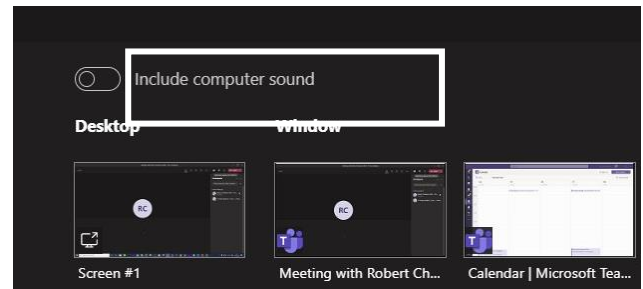 Include computer sound
Desktop Window
RC RC
Screen #1 Meeting with Robert Ch... Calendar | Microsoft Tea...